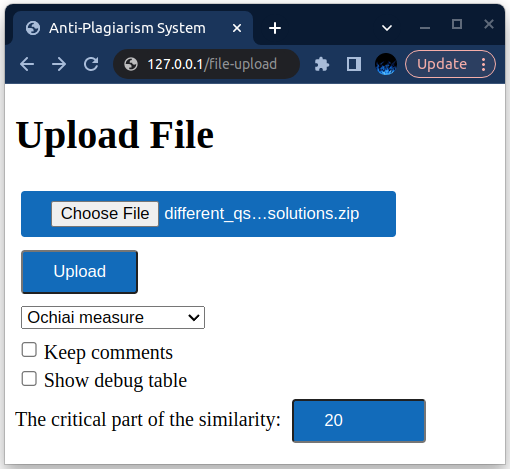 Anti-Plagiarism System
127.0.0.1/file-upload
Update
Upload File
Choose File different_qs…solutions.zip
Upload
Ochiai measure
Keep comments
Show debug table
The critical part of the similarity: 20